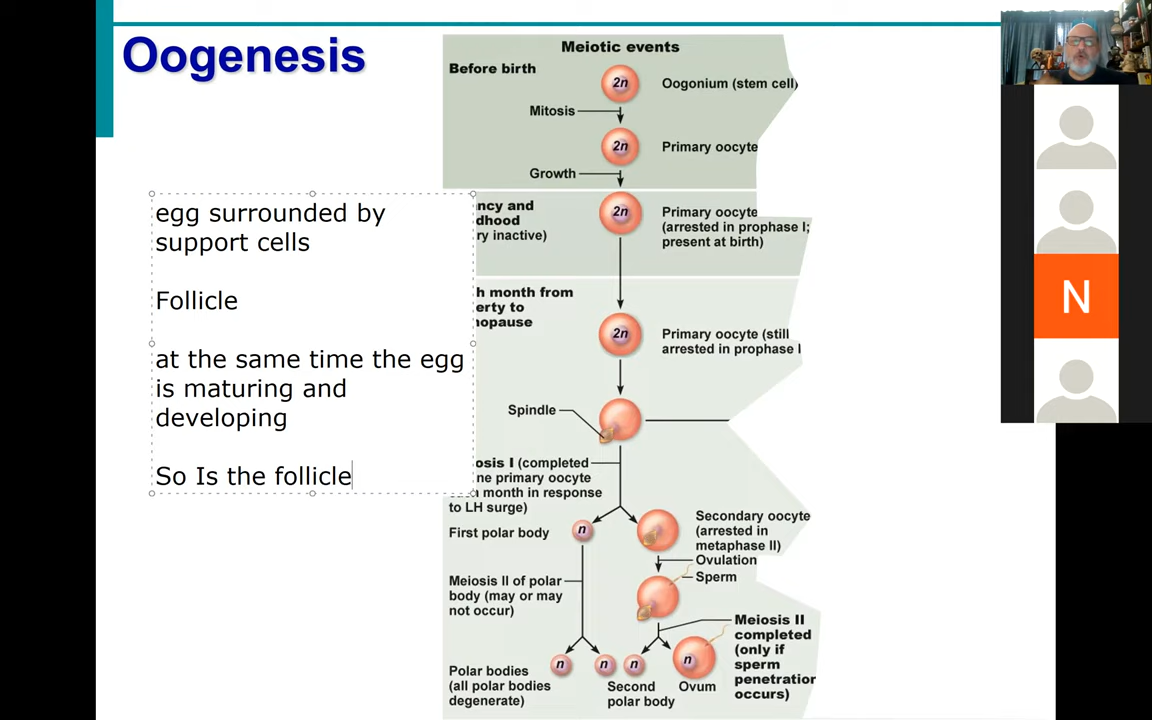 Oogenesis
Meiotic events
Before birth
2n
Oogonium (stem cell)
Mitosis
2n
Primary oocyte
Growth
egg surrounded by
support cells
Follicle
at the same time the egg
is maturing and
developing
So Is the follicle
ncy and
dhood
ry inactive)
2n
Primary oocyte
(arrested in prophase I;
present at birth)
h month from
erty to
nopause
2n
Primary oocyte (still
arrested in prophase I
Spindle
osis I (completed
ne primary oocyte
month in response
to LH surge)
First polar body
n
Secondary oocyte
(arrested in
metaphase II)
Ovulation
Sperm
Meiosis II of polar
body (may or may
not occur)
Meiosis II
completed
(only if
sperm
penetration
occurs)
n
n
n
n
Polar bodies
(all polar bodies
degenerate)
Second
polar body
Ovum
N